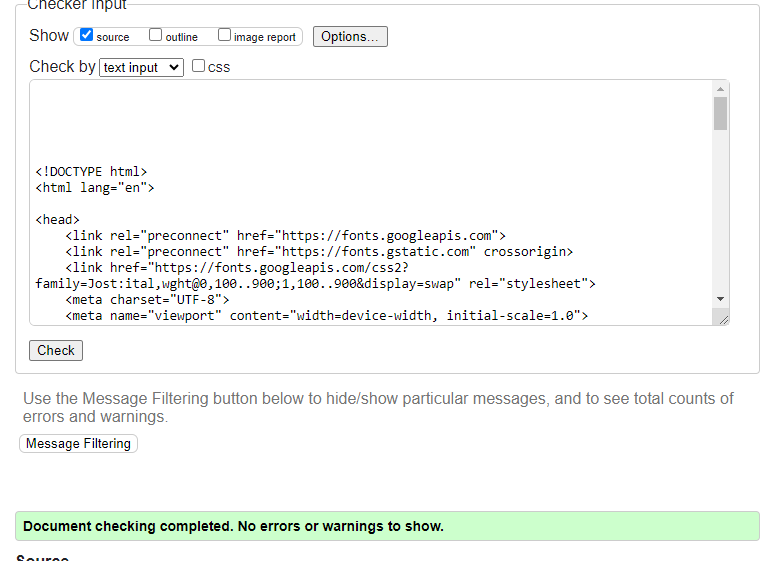 Checker Input
Show source outline image report Options...
Check by text input css
<!DOCTYPE html>
<html lang="en">
<head>
<link rel="preconnect" href="https://fonts.googleapis.com">
<link rel="preconnect" href="https://fonts.gstatic.com" crossorigin>
<link href="https://fonts.googleapis.com/css2?
family=Jost:ital,wght@0,100..900;1,100..900&display=swap" rel="stylesheet">
<meta charset="UTF-8">
<meta name="viewport" content="width=device-width, initial-scale=1.0">
Check
Use the Message Filtering button below to hide/show particular messages, and to see total counts of
errors and warnings.
Message Filtering
Document checking completed. No errors or warnings to show.
Source